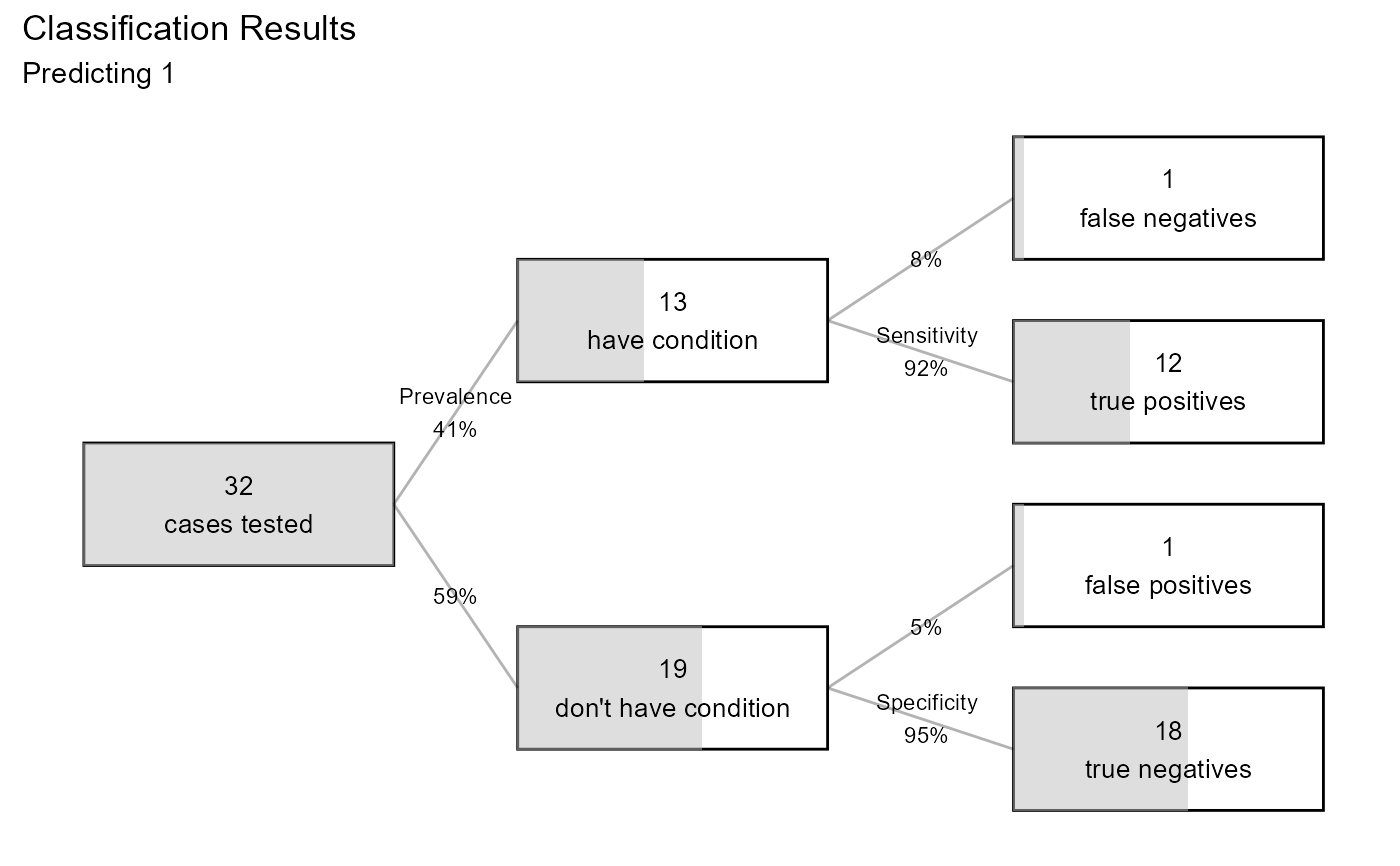 Classification Results
Predicting 1
32
cases tested
Prevalence
41%
59%
13
have condition
19
don't have condition
8%
Sensitivity
92%
5%
Specificity
95%
1
false negatives
12
true positives
1
false positives
18
true negatives